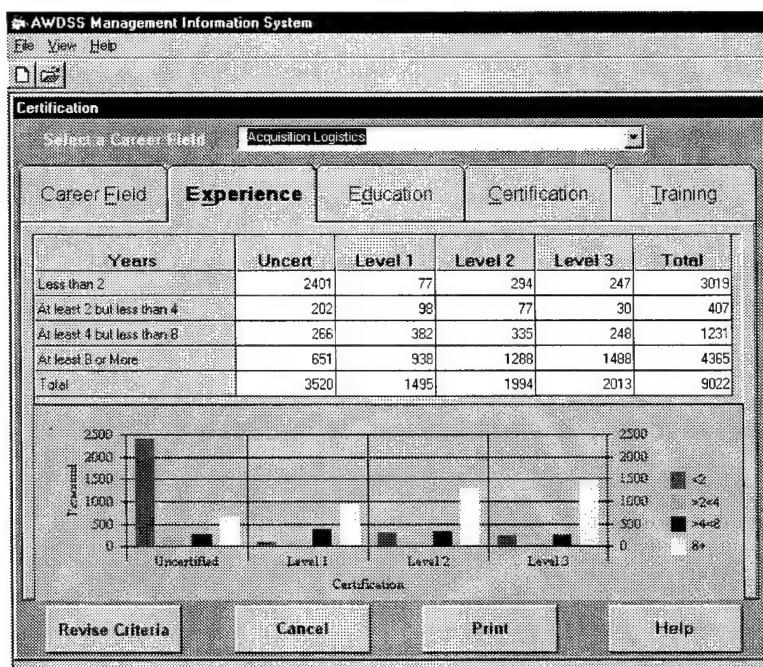 AWDSS Management Information System
File View Help
Certification
Select a Career Field Acquisition Logistics
Career Field Experience Education Certification Training
Years Uncert Level 1 Level 2 Level 3 Total
Less than 2 2401 77 294 247 3019
At least 2 but less than 4 202 98 77 30 407
At least 4 but less than 8 266 382 335 248 1231
At least 8 or More 651 938 1288 1488 4365
Total 3520 1495 1994 2013 9022
2500 2500
2000 2000
1500 1500 <2
1000 1000 >2<4
500 500 >4<8
0 0 8+
Personnel
Uncertified Level 1 Level 2 Level 3
Certification
Revise Criteria Cancel Print Help